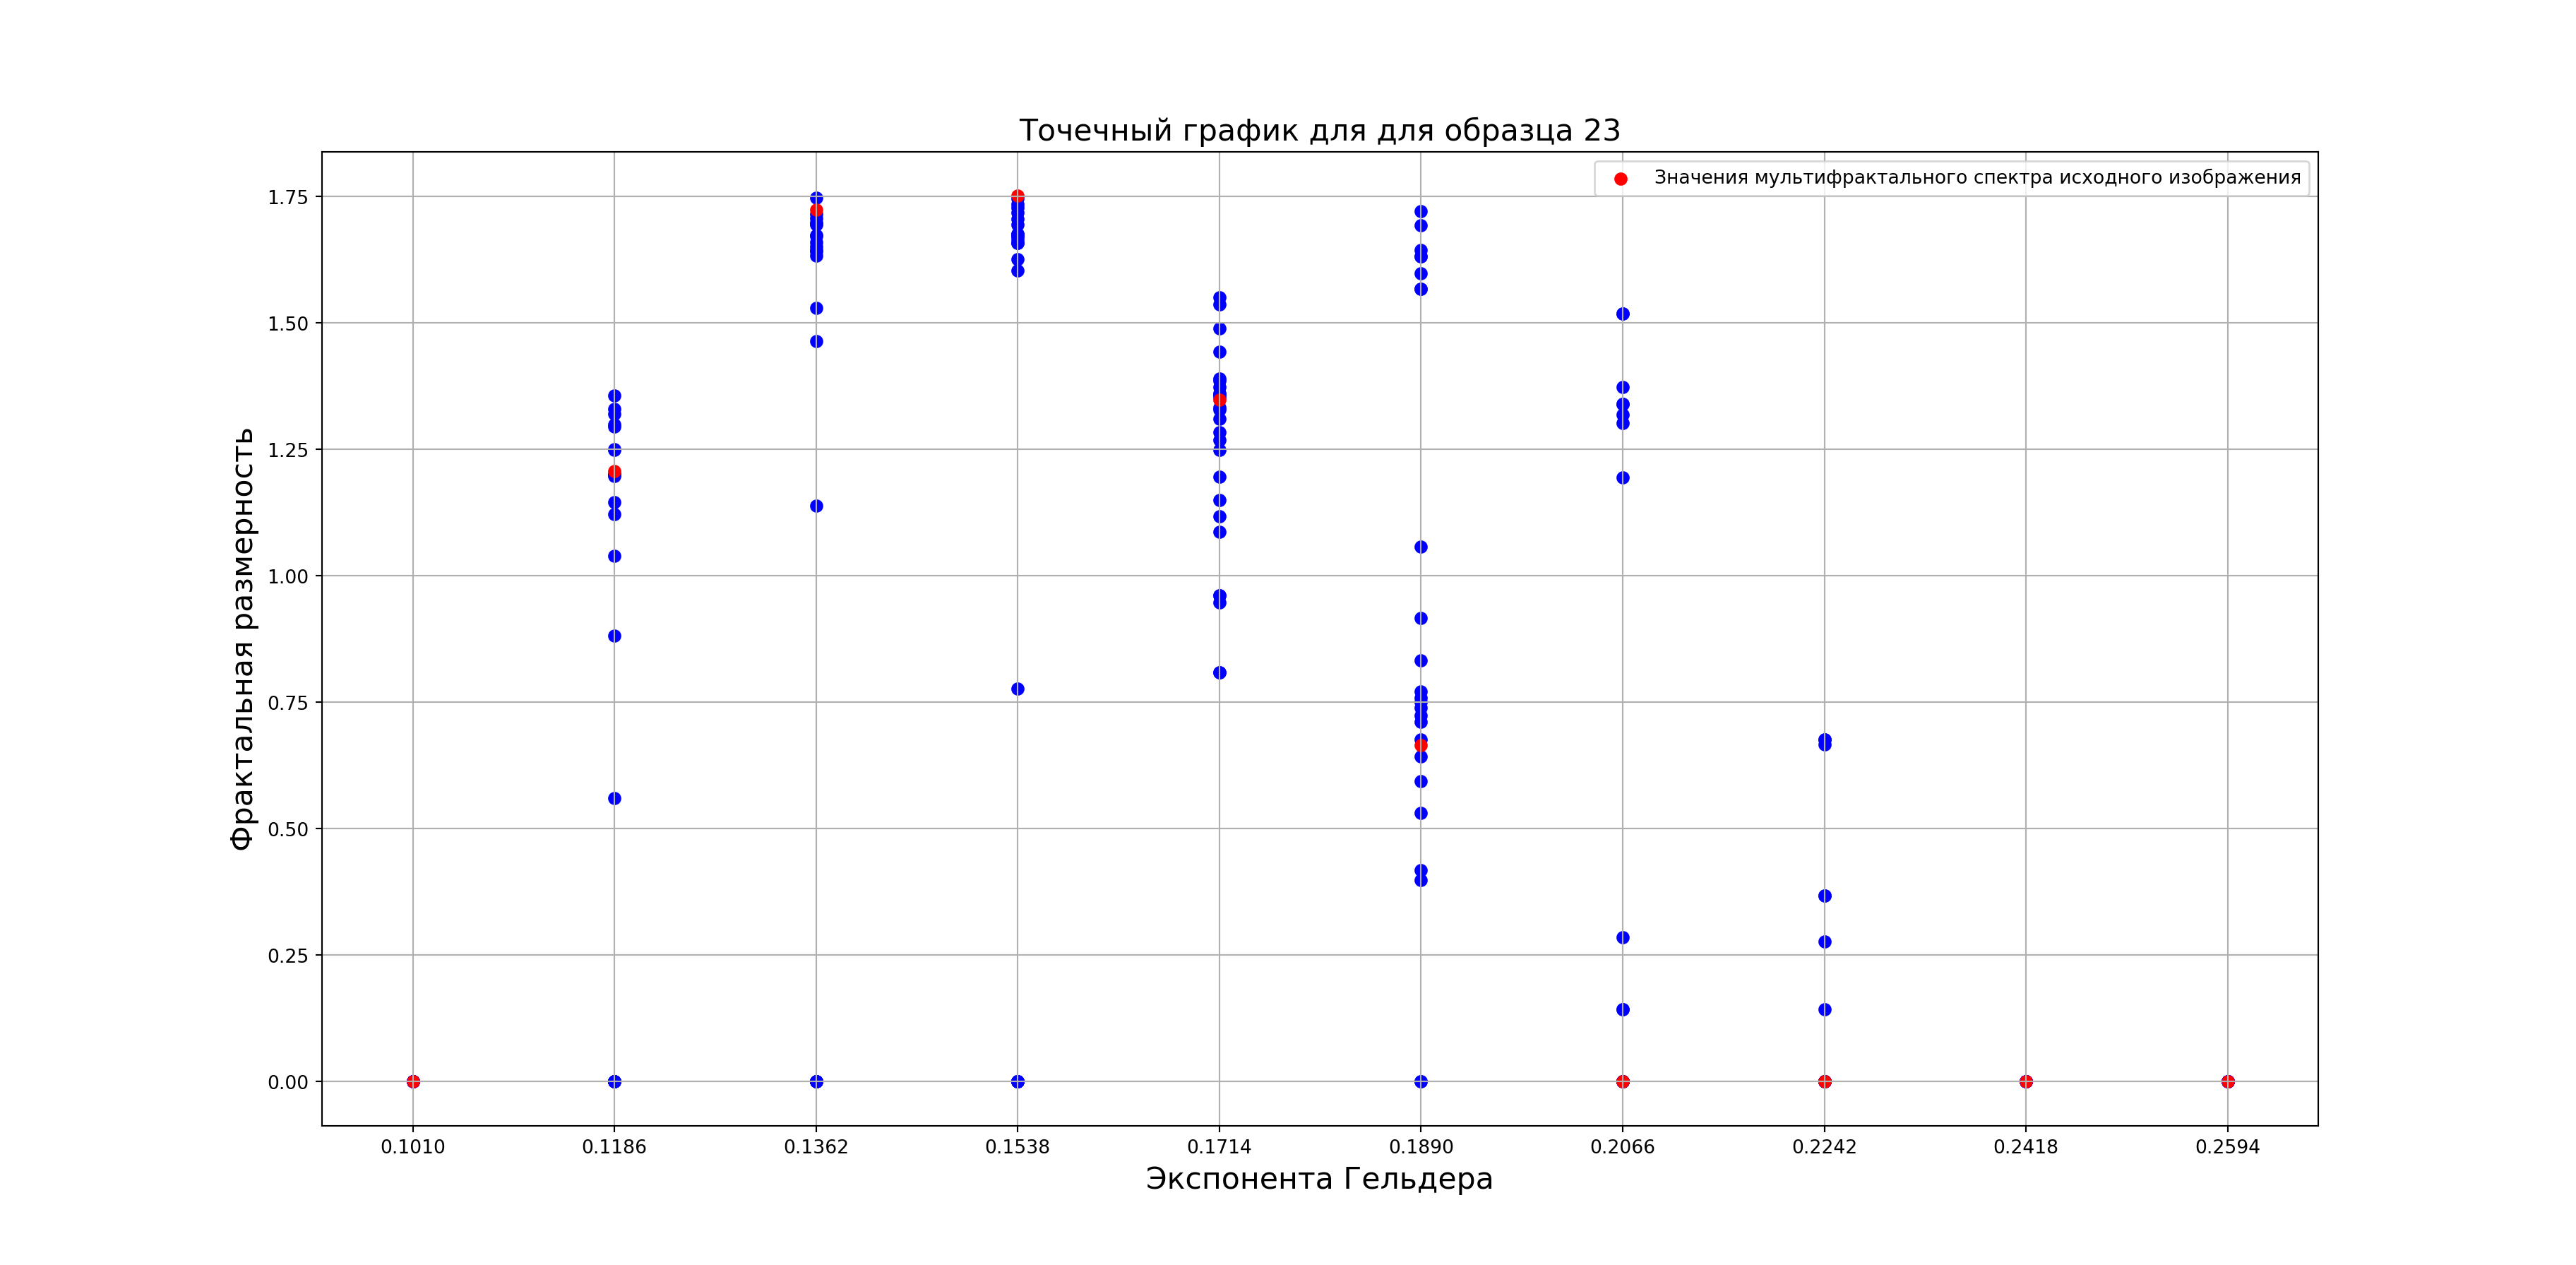 Точечный график для для образца 23
Значения мультифрактального спектра исходного изображения
Фрактальная размерность
1.75
1.50
1.25
1.00
0.75
0.50
0.25
0.00
0.1010 0.1186 0.1362 0.1538 0.1714 0.1890 0.2066 0.2242 0.2418 0.2594
Экспонента Гельдера